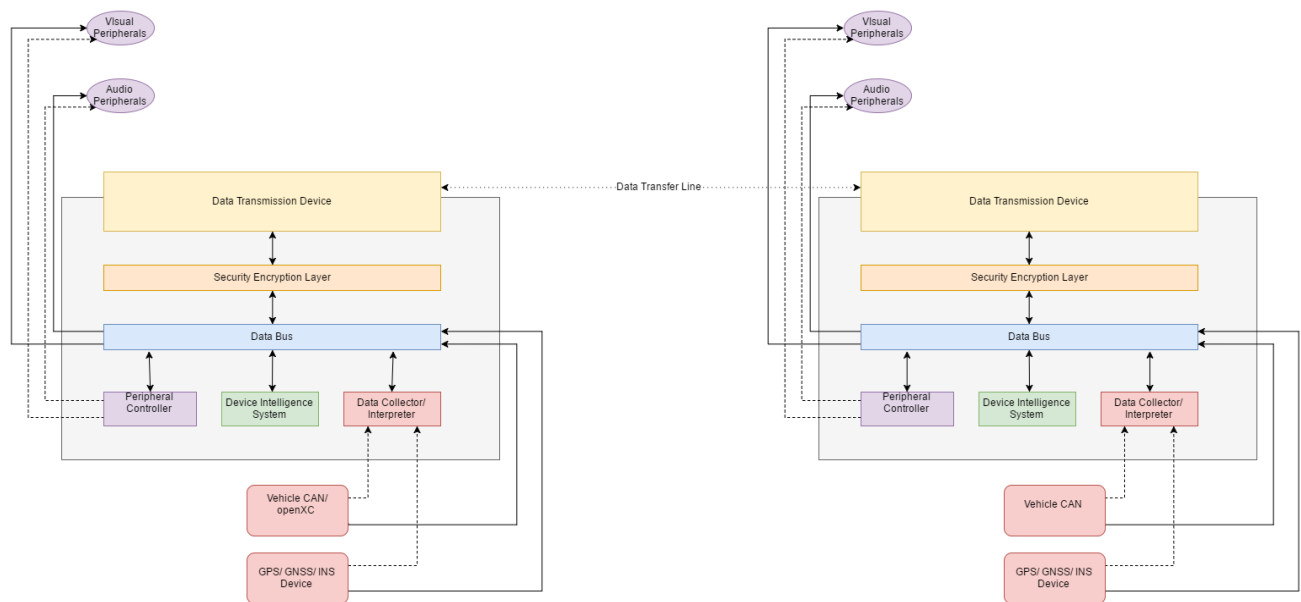 VIsual
Peripherals
Audio
Peripherals
Data Transmission Device
Security Encryption Layer
Data Bus
Peripheral
Controller
Device Intelligence
System
Data Collector/
Interpreter
Vehicle CAN/
openXC
GPS/ GNSS/ INS
Device
Data Transfer Line
VIsual
Peripherals
Audio
Peripherals
Data Transmission Device
Security Encryption Layer
Data Bus
Peripheral
Controller
Device Intelligence
System
Data Collector/
Interpreter
Vehicle CAN
GPS/ GNSS/ INS
Device